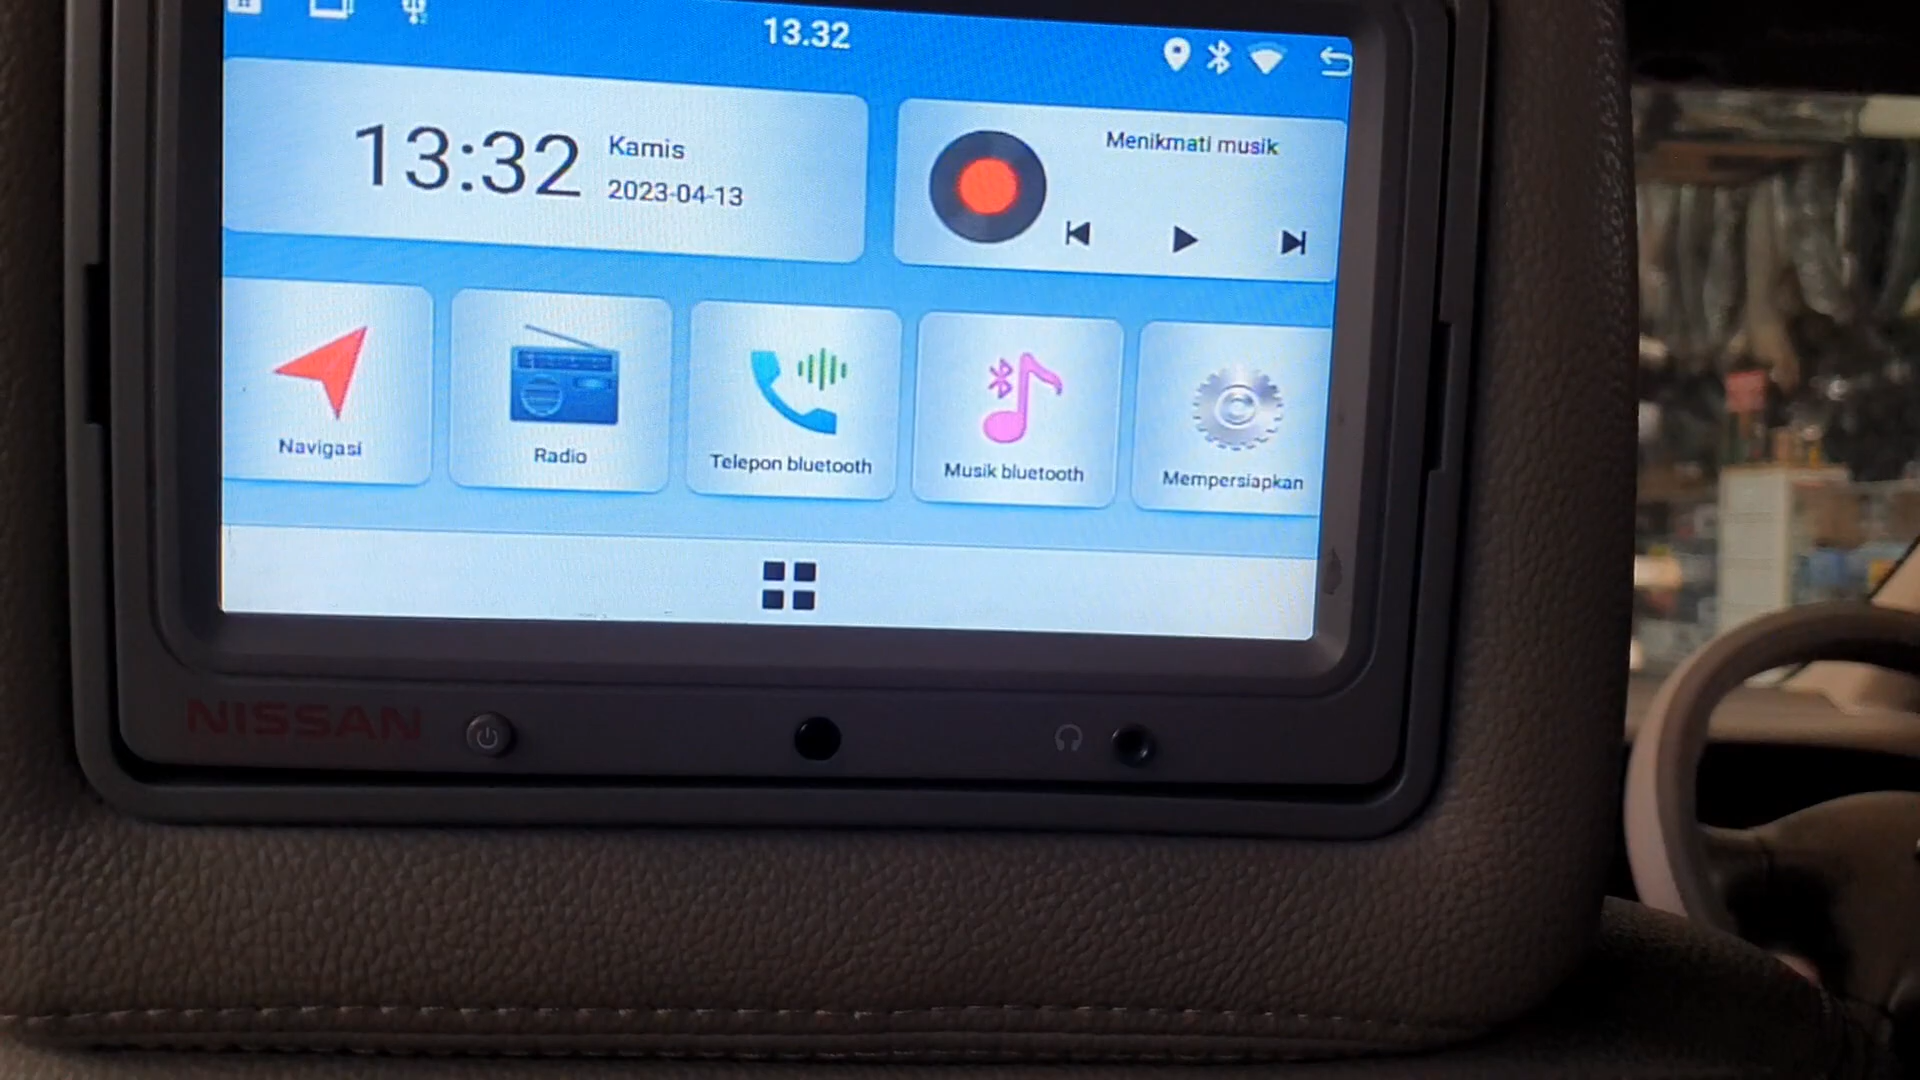 13.32
13:32
Kamis
2023-04-13
Menikmati musik
Navigasi
Radio
Telepon bluetooth
Musik bluetooth
Mempersiapkan
NISSAN